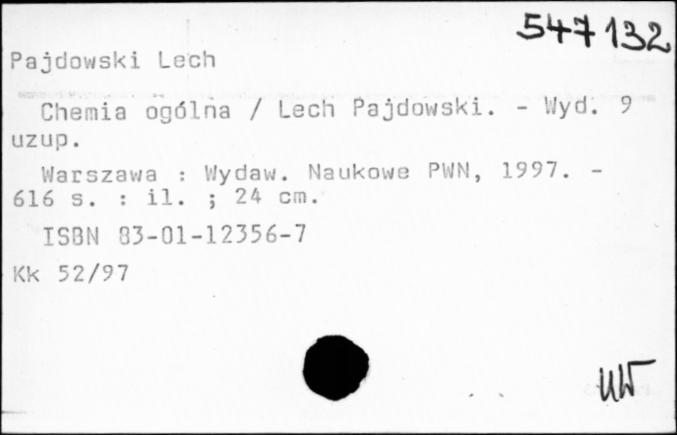 547132
Pajdowski Lech
Chemia ogólna / Lech Pajdowski. - Wyd. 9
uzup.
Warszawa : Wydaw. Naukowe PWN, 1997. -
616 s. : il. ; 24 cm.
ISBN 83-01-12356-7
Kk 52/97
UW